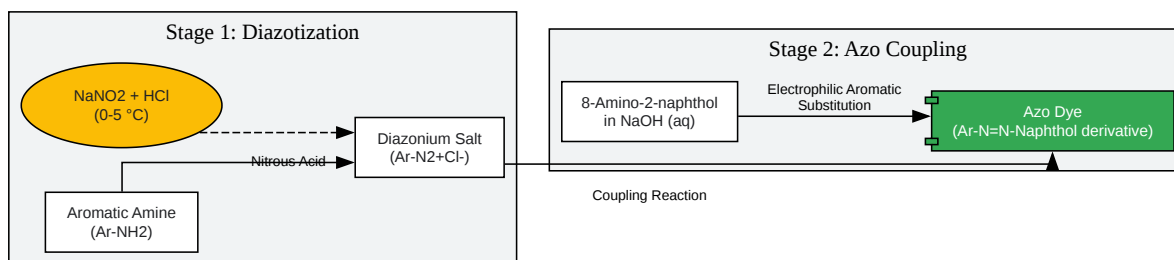 Stage 1: Diazotization
NaNO2 + HCl
(0-5 °C)
Nitrous Acid
Aromatic Amine
(Ar-NH2)
Diazonium Salt
(Ar-N2+Cl-)
Stage 2: Azo Coupling
8-Amino-2-naphthol
in NaOH (aq)
Electrophilic Aromatic
Substitution
Azo Dye
(Ar-N=N-Naphthol derivative)
Coupling Reaction